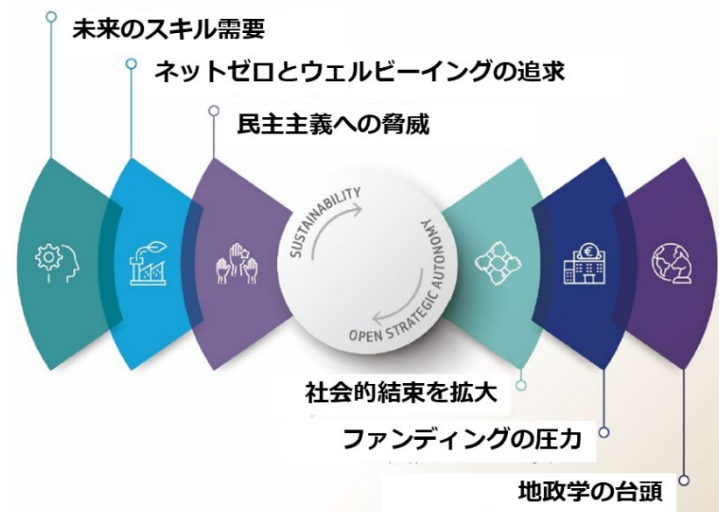 未来のスキル需要
ネットゼロとウェルビーイングの追求
民主主義への脅威
SUSTAINABILITY
OPEN STRATEGIC AUTONOMY
€
社会的結束を拡大
ファンディングの圧力
地政学の台頭